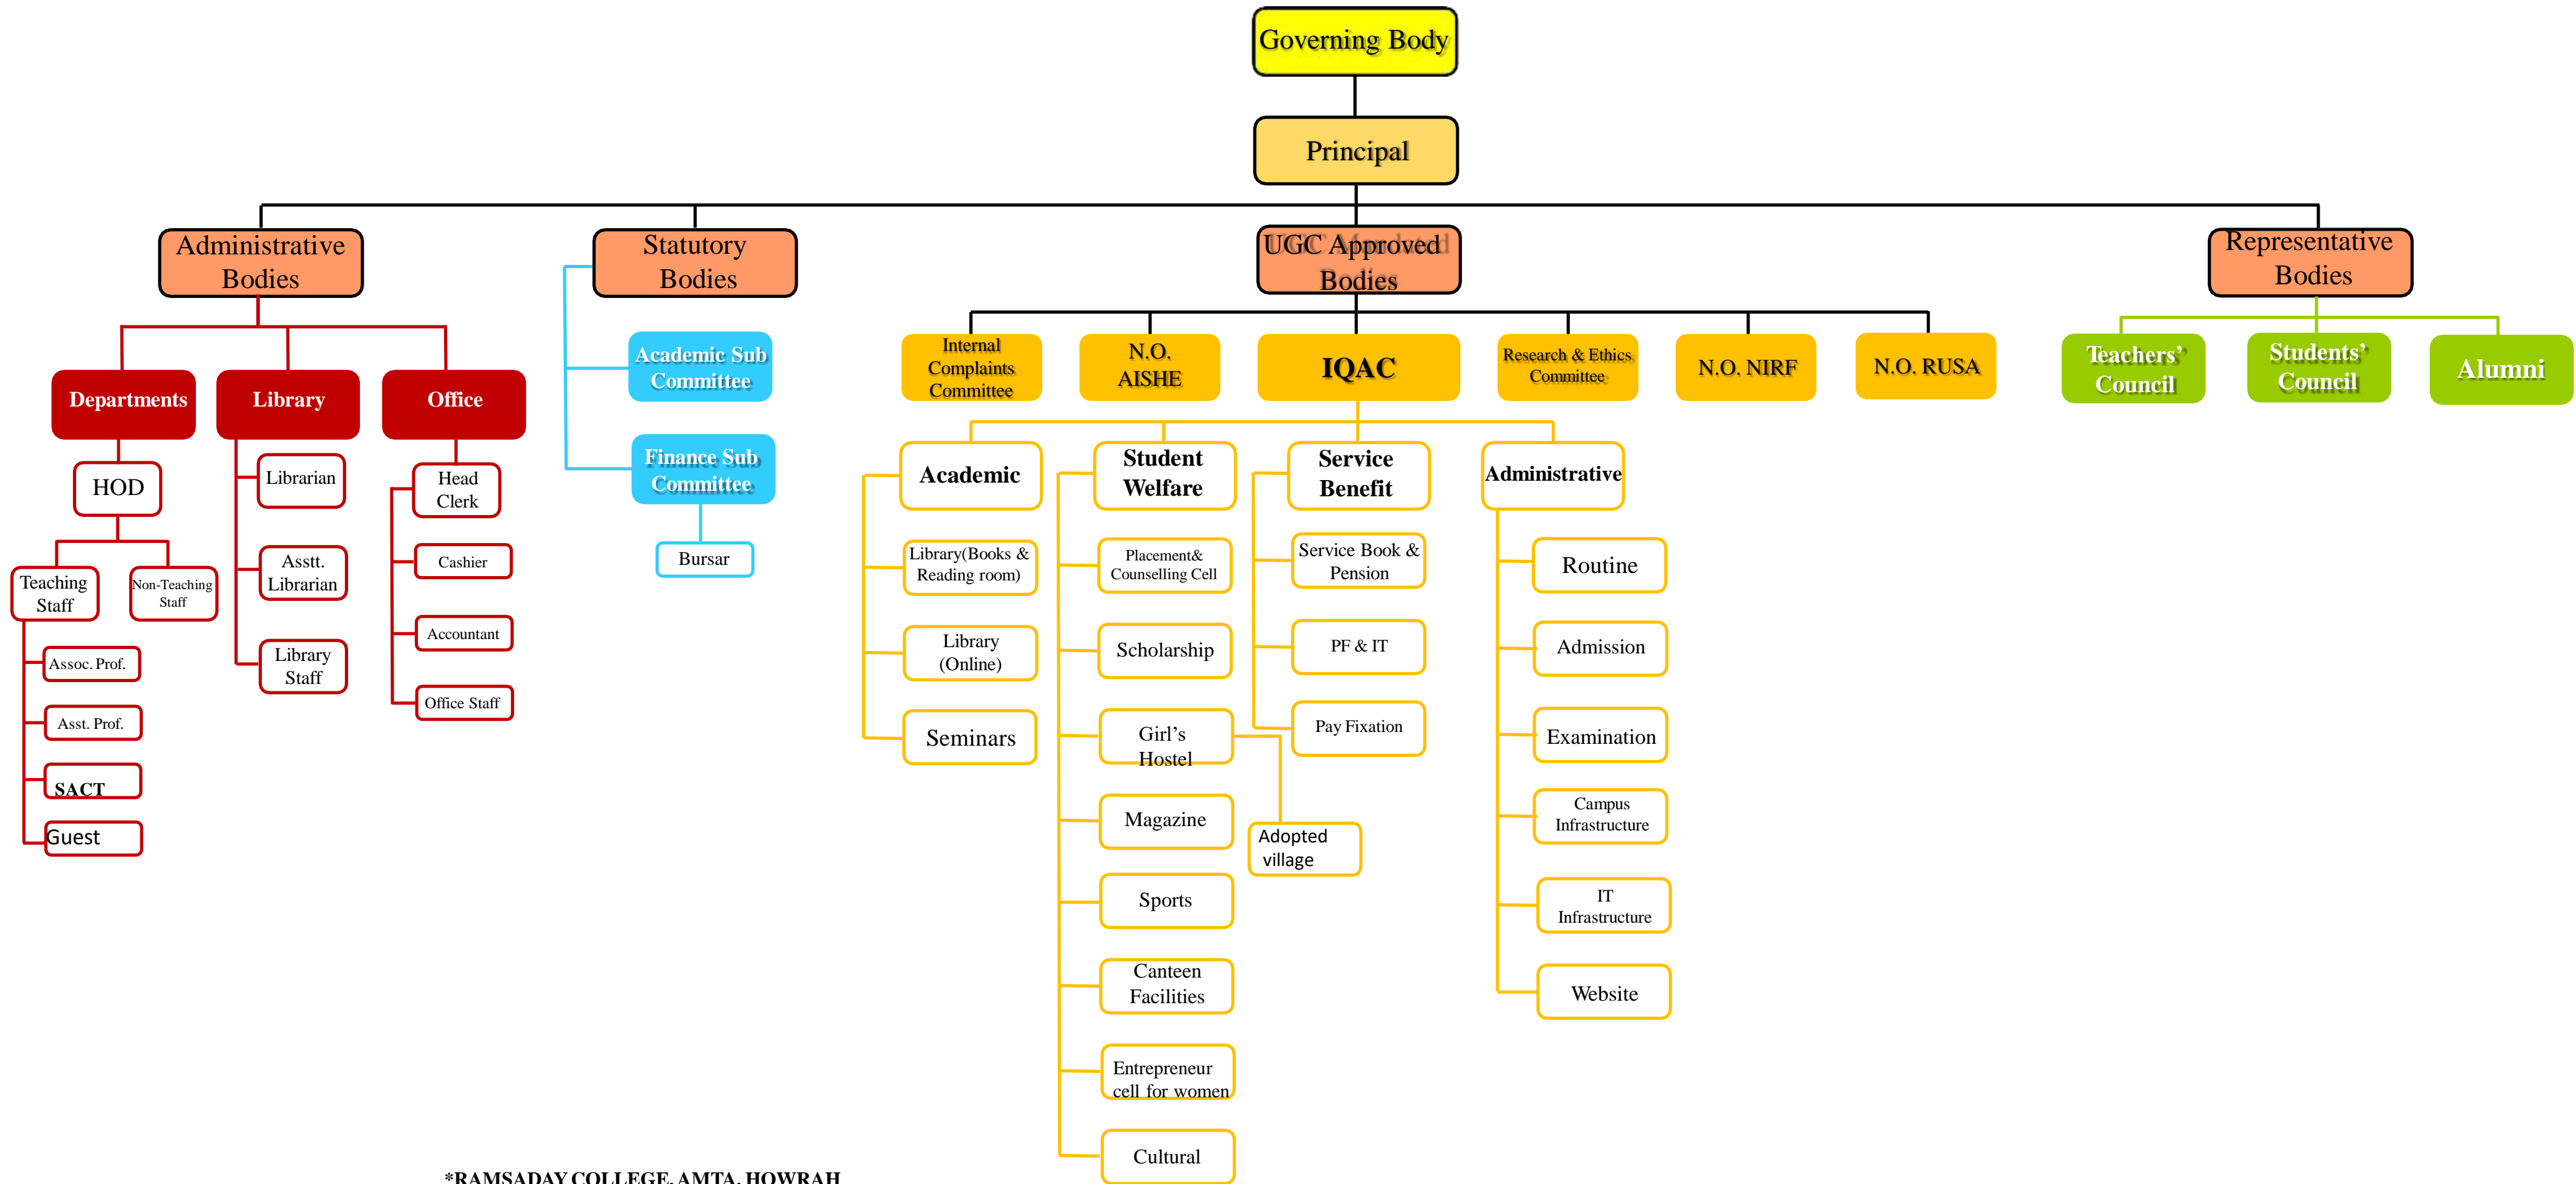 Governing Body
Principal
Administrative
Bodies
Statutory
Bodies
UGC Approved
Bodies
Representative
Bodies
Departments
Library
Office
HOD
Teaching
Staff
Non-Teaching
Staff
Assoc. Prof.
Asst. Prof.
SACT
Guest
Librarian
Asstt.
Librarian
Library
Staff
Head
Clerk
Cashier
Accountant
Office Staff
Academic Sub
Committee
Finance Sub
Committee
Bursar
Internal
Complaints
Committee
N.O.
AISHE
IQAC
Research & Ethics
Committee
N.O. NIRF
N.O. RUSA
Academic
Library(Books &
Reading room)
Library
(Online)
Seminars
Student
Welfare
Placement&
Counselling Cell
Scholarship
Girl’s
Hostel
Adopted
village
Magazine
Sports
Canteen
Facilities
Entrepreneur
cell for women
Cultural
Service
Benefit
Service Book &
Pension
PF & IT
Pay Fixation
Administrative
Routine
Admission
Examination
Campus
Infrastructure
IT
Infrastructure
Website
Teachers’
Council
Students’
Council
Alumni
*RAMSADAY COLLEGE, AMTA, HOWRAH